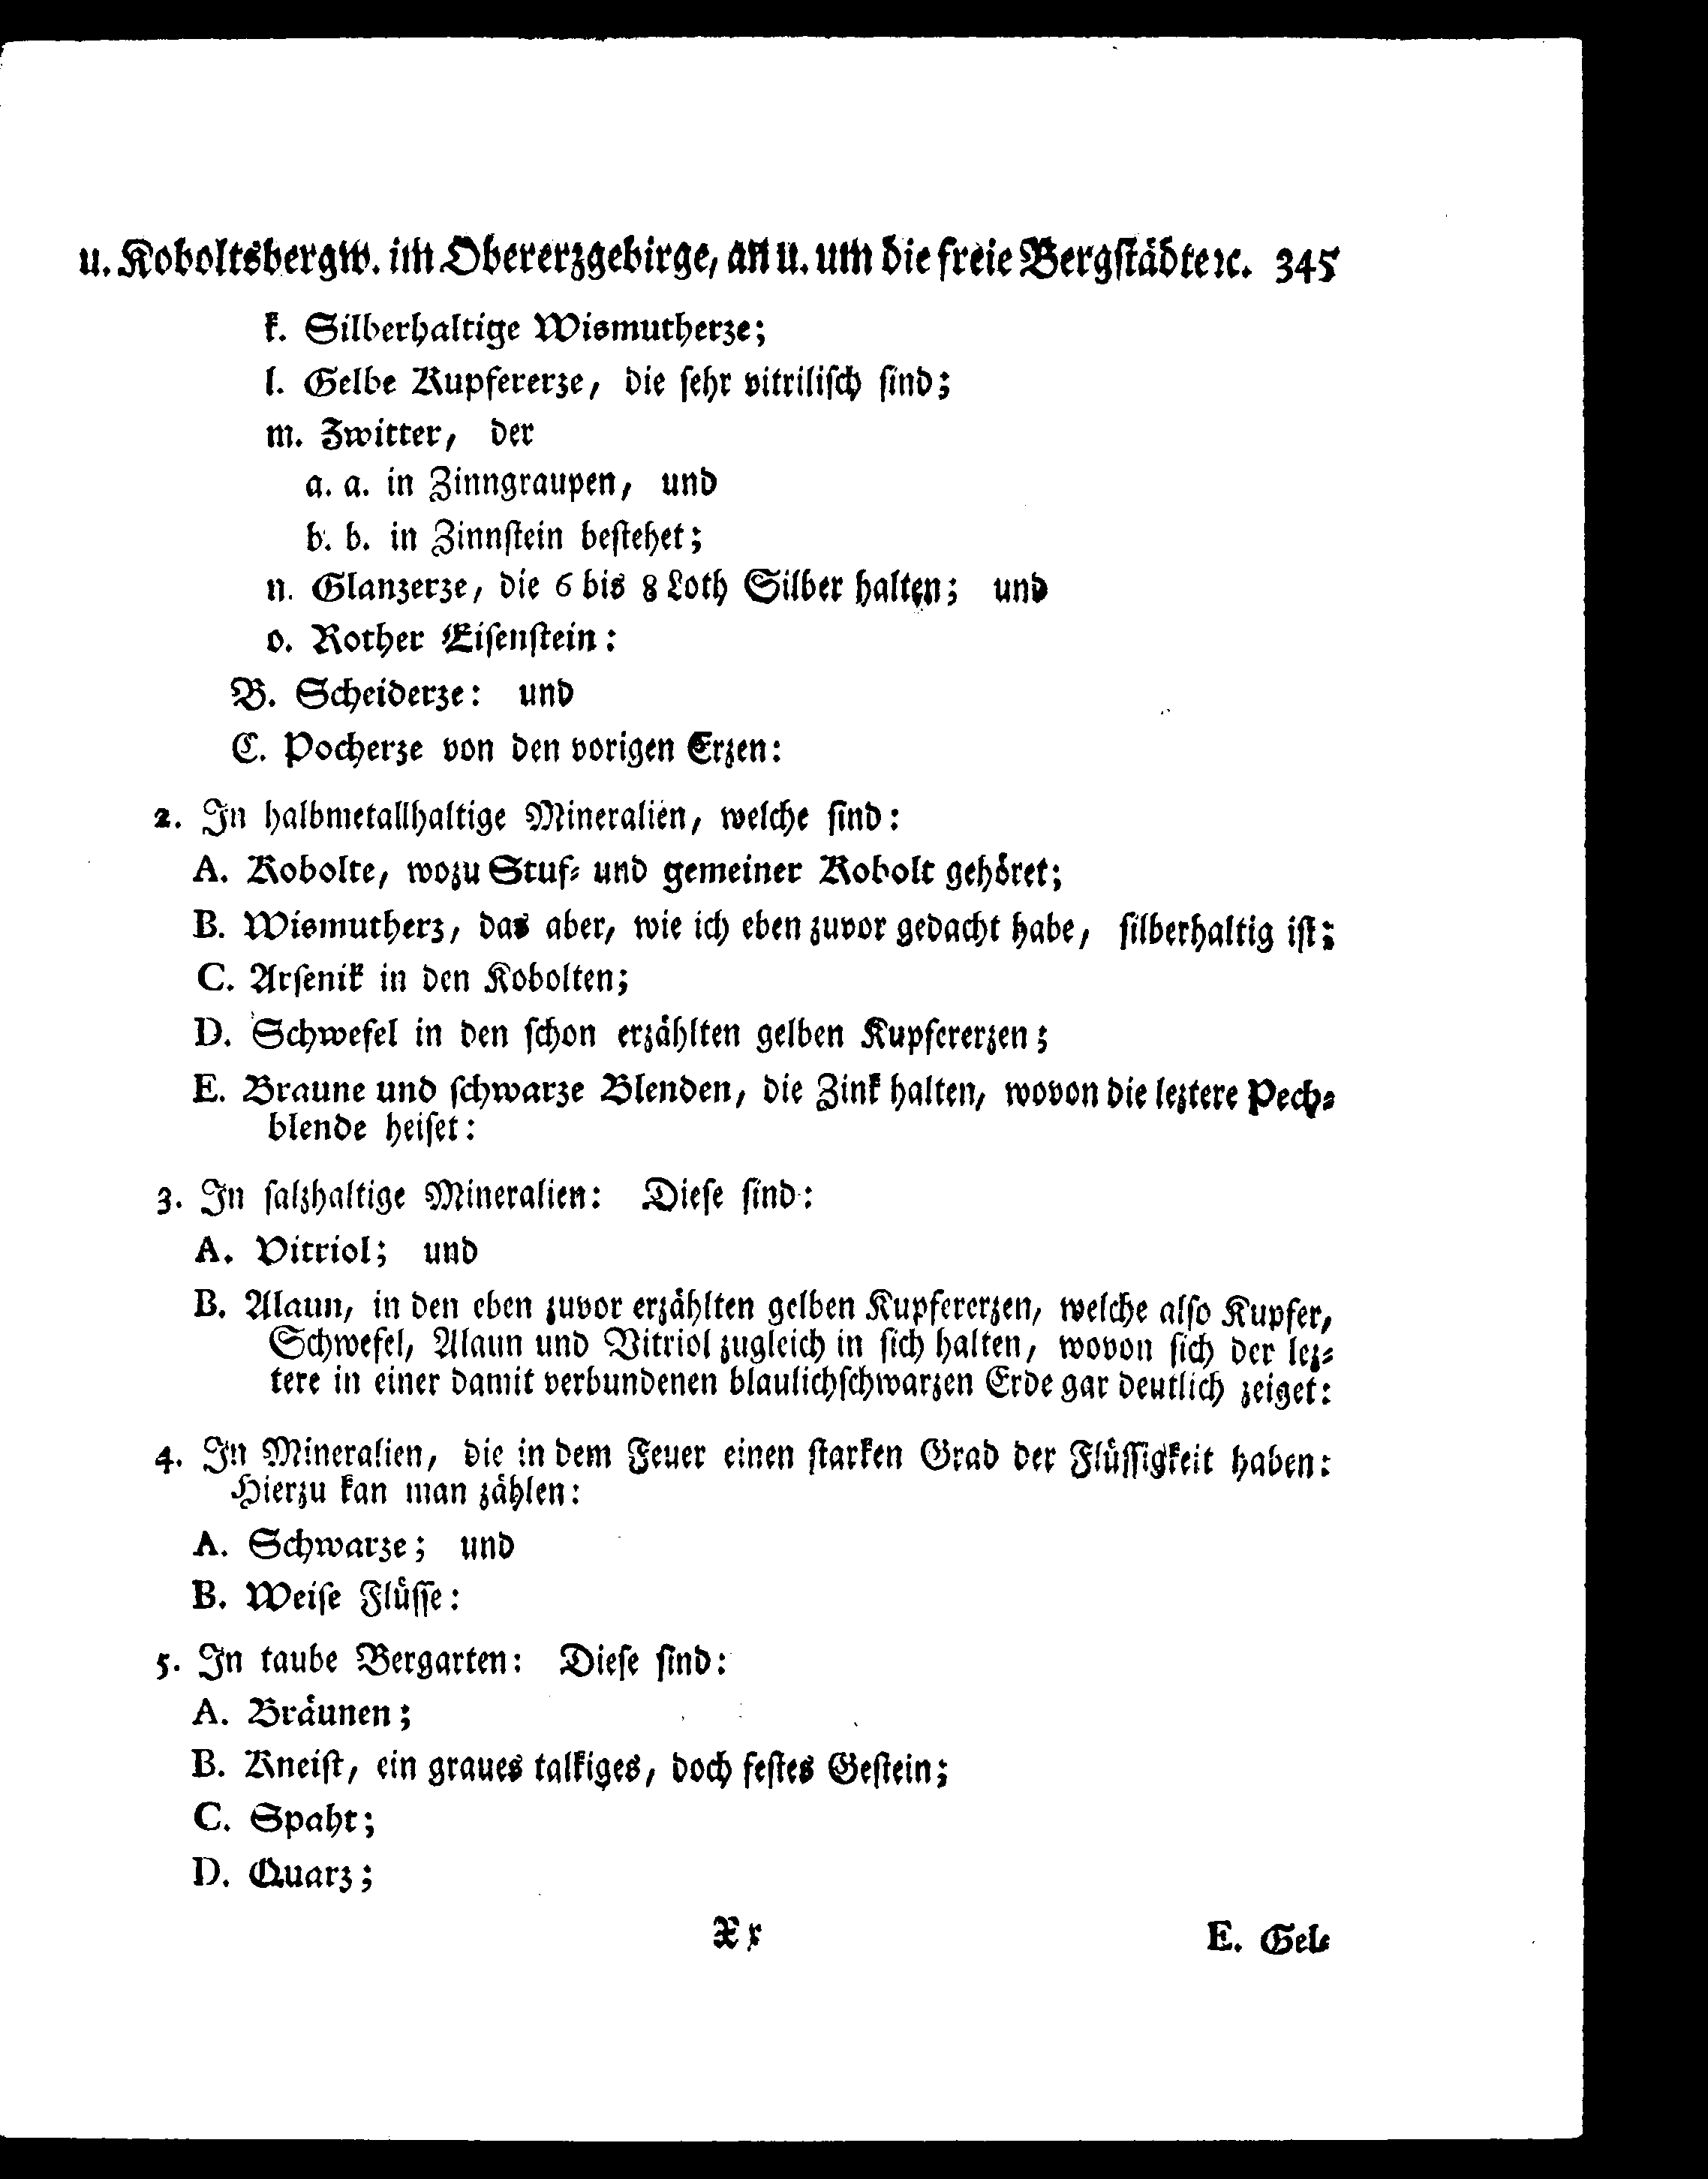 u. Koboltsbergw. im Obererzgebirge, an u. um die freie Bergſtädte ꝛc. 345
k. Silberhaltige Wismutherze;
l. Gelbe Kupfererze, die ſehr vitriliſch ſind;
m. Zwitter, der
a. a. in Zinngraupen, und
b. b. in Zinnſtein beſtehet;
n. Glanzerze, die 6 bis 8 Loth Silber halten; und
o. Rother Eiſenſtein:
B. Scheiderze: und
C. Pocherze von den vorigen Erzen:
2. In halbmetallhaltige Mineralien, welche ſind:
A. Kobolte, wozu Stuf- und gemeiner Kobolt gehöret;
B. Wismutherz, das aber, wie ich eben zuvor gedacht habe, ſilberhaltig iſt;
C. Arſenik in den Kobolten;
D. Schwefel in den ſchon erzählten gelben Kupfererzen;
E. Braune und ſchwarze Blenden, die Zink halten, wovon die leztere Pech-
blende heiſet:
3. In ſalzhaltige Mineralien: Dieſe ſind:
A. Vitriol; und
B. Alaun, in den eben zuvor erzählten gelben Kupfererzen, welche alſo Kupfer,
Schwefel, Alaun und Vitriol zugleich in ſich halten, wovon ſich der lez-
tere in einer damit verbundenen blaulichſchwarzen Erde gar deutlich zeiget:
4. In Mineralien, die in dem Feuer einen ſtarken Grad der Flüſſigkeit haben:
Hierzu kan man zählen:
A. Schwarze; und
B. Weiſe Flüſſe:
5. In taube Bergarten: Dieſe ſind:
A. Bräunen;
B. Kneiſt, ein graues talkiges, doch feſtes Geſtein;
C. Spaht;
D. Quarz;
X x
E. Gel-